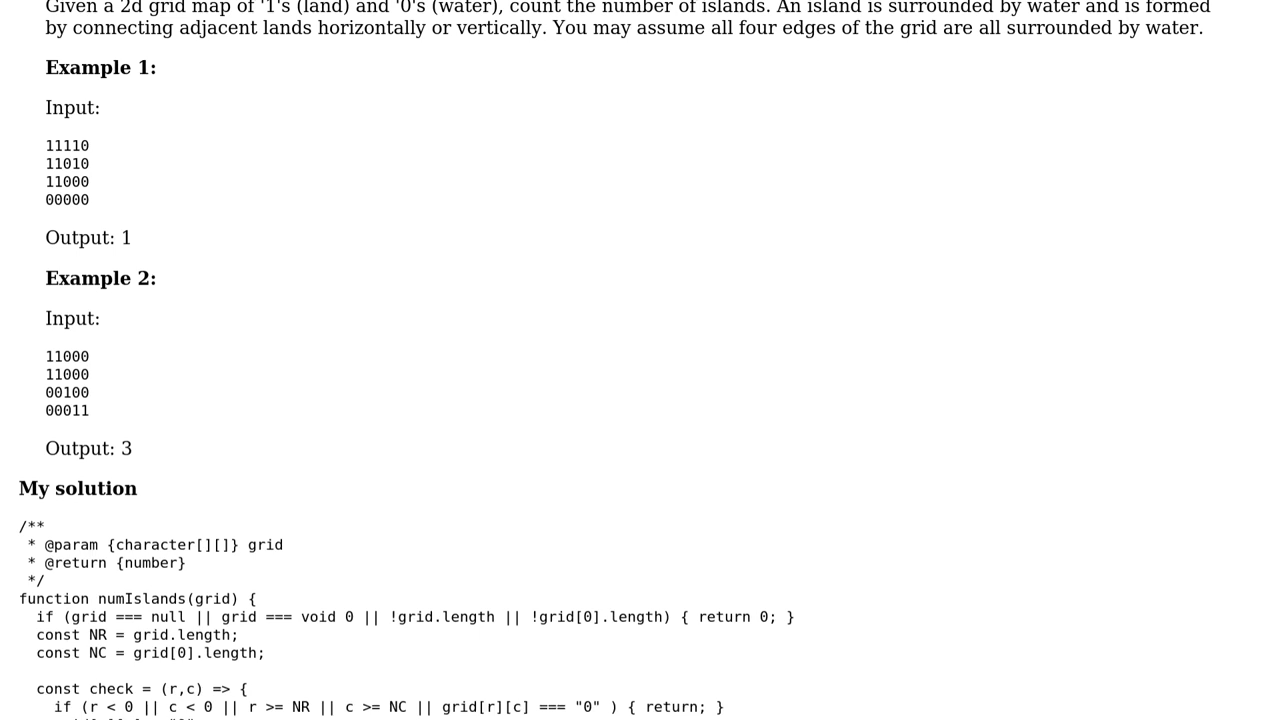 Given a 2d grid map of '1's (land) and '0's (water), count the number of islands. An island is surrounded by water and is formed
by connecting adjacent lands horizontally or vertically. You may assume all four edges of the grid are all surrounded by water.
Example 1:
Input:
11110
11010
11000
00000
Output: 1
Example 2:
Input:
11000
11000
00100
00011
Output: 3
My solution
/**
 * @param {character[][]} grid
 * @return {number}
 */
function numIslands(grid) {
  if (grid === null || grid === void 0 || !grid.length || !grid[0].length) { return 0; }
  const NR = grid.length;
  const NC = grid[0].length;
  const check = (r,c) => {
    if (r < 0 || c < 0 || r >= NR || c >= NC || grid[r][c] === "0" ) { return; }